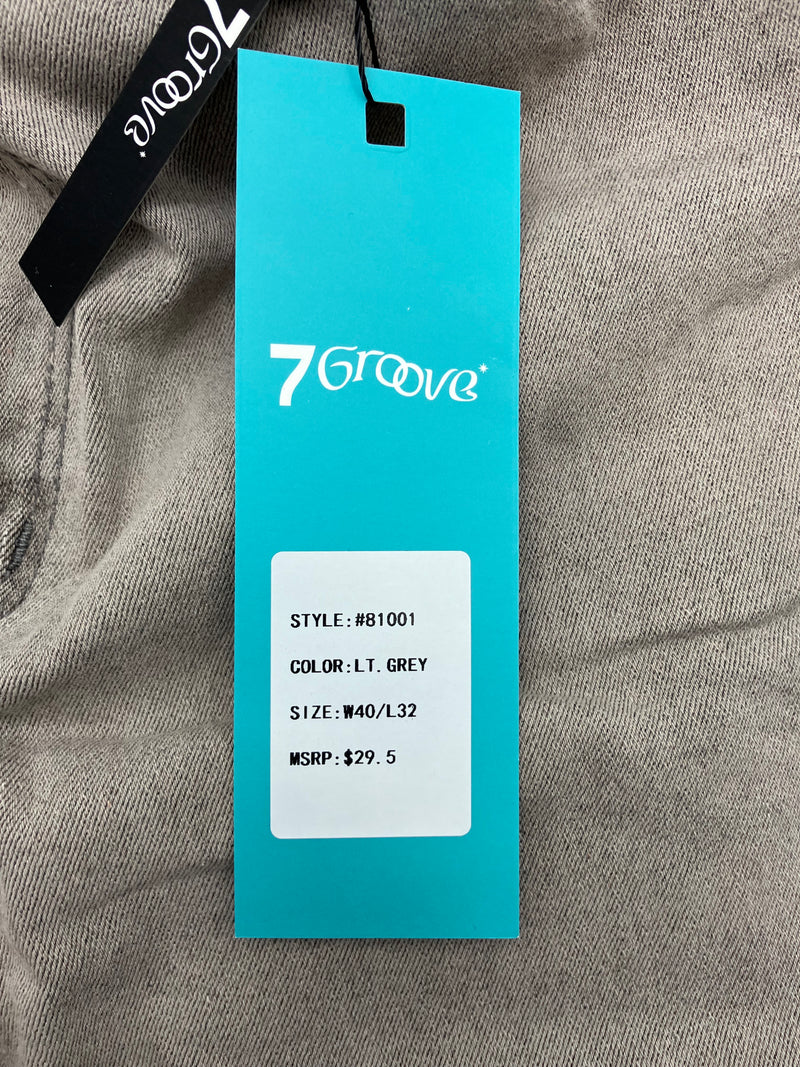 7Groove
7Groove
STYLE:#81001
COLOR:LT. GREY
SIZE:W40/L32
MSRP:$29.5